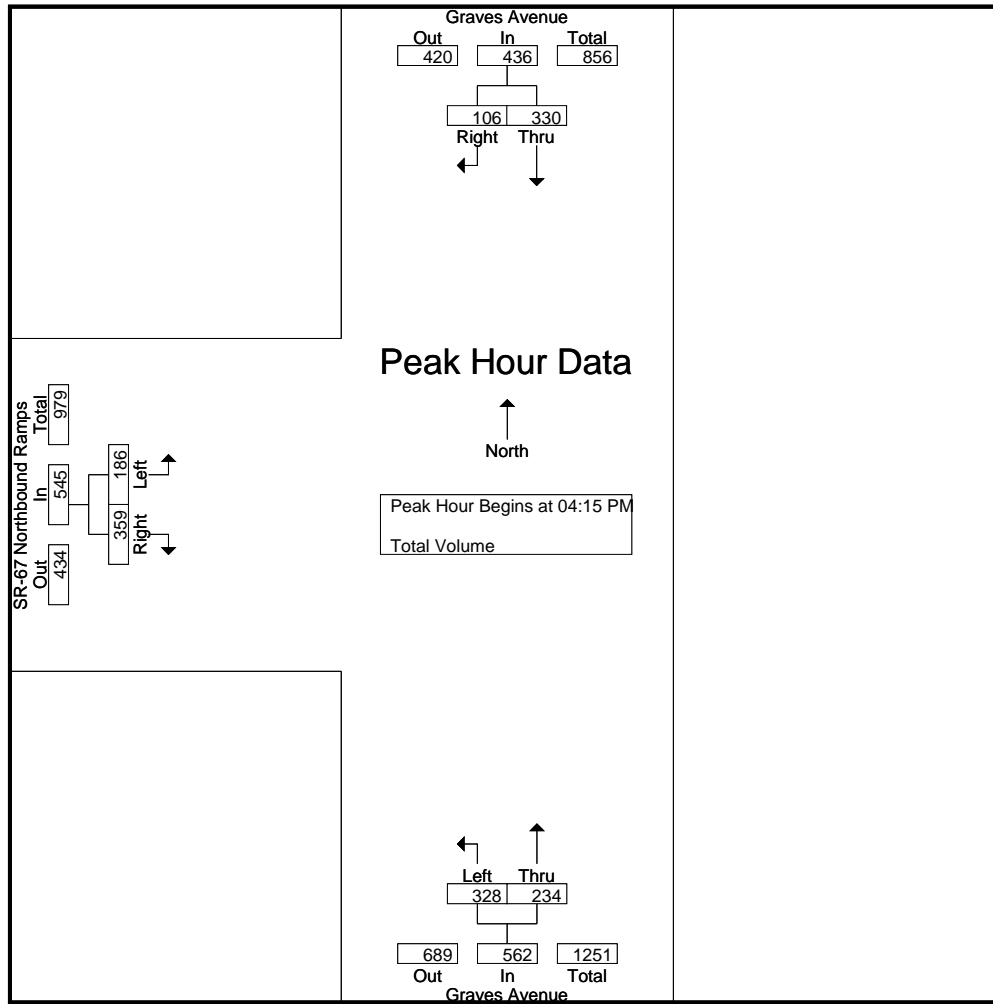 Graves Avenue
Out In Total
420 436 856
106 330
Right Thru
Peak Hour Data
North
Peak Hour Begins at 04:15 PM
Total Volume
SR-67 Northbound Ramps
Out In Total
434 545 979
359 186
Right Left
Left Thru
328 234
689 562 1251
Out In Total
Graves Avenue